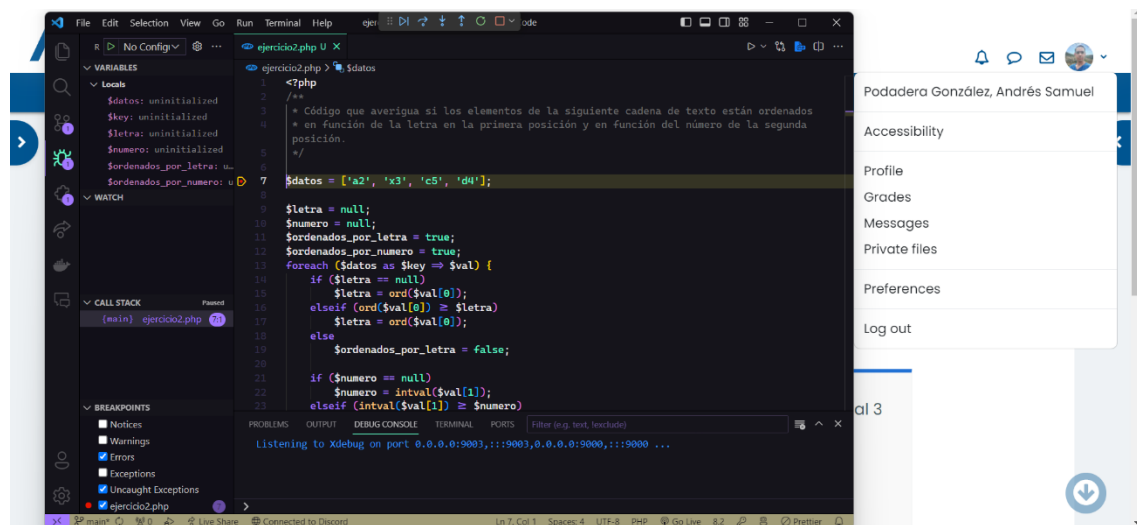 File Edit Selection View Go Run Terminal Help ejer ode
R No Config ejercicio2.php U
VARIABLES
Locals
$datos: uninitialized
$key: uninitialized
$letra: uninitialized
$numero: uninitialized
$ordenados_por_letra: u…
$ordenados_por_numero: u
WATCH
CALL STACK Paused
{main} ejercicio2.php 7:1
BREAKPOINTS
Notices
Warnings
Errors
Exceptions
Uncaught Exceptions
ejercicio2.php 7
ejercicio2.php > $datos
1 <?php
2 /**
3 * Código que averigua si los elementos de la siguiente cadena de texto están ordenados
4 * en función de la letra en la primera posición y en función del número de la segunda
posición.
5 */
6
7 $datos = ['a2', 'x3', 'c5', 'd4'];
8
9 $letra = null;
10 $numero = null;
11 $ordenados_por_letra = true;
12 $ordenados_por_numero = true;
13 foreach ($datos as $key ⇒ $val) {
14 if ($letra == null)
15 $letra = ord($val[0]);
16 elseif (ord($val[0]) ≥ $letra)
17 $letra = ord($val[0]);
18 else
19 $ordenados_por_letra = false;
20
21 if ($numero == null)
22 $numero = intval($val[1]);
23 elseif (intval($val[1]) ≥ $numero)
PROBLEMS OUTPUT DEBUG CONSOLE TERMINAL PORTS Filter (e.g. text, !exclude)
Listening to Xdebug on port 0.0.0.0:9003,:::9003,0.0.0.0:9000,:::9000 ...
main* 0 Live Share Connected to Discord Ln 7, Col 1 Spaces: 4 UTF-8 PHP Go Live 8.2 Prettier
Podadera González, Andrés Samuel
Accessibility
Profile
Grades
Messages
Private files
Preferences
Log out
al 3